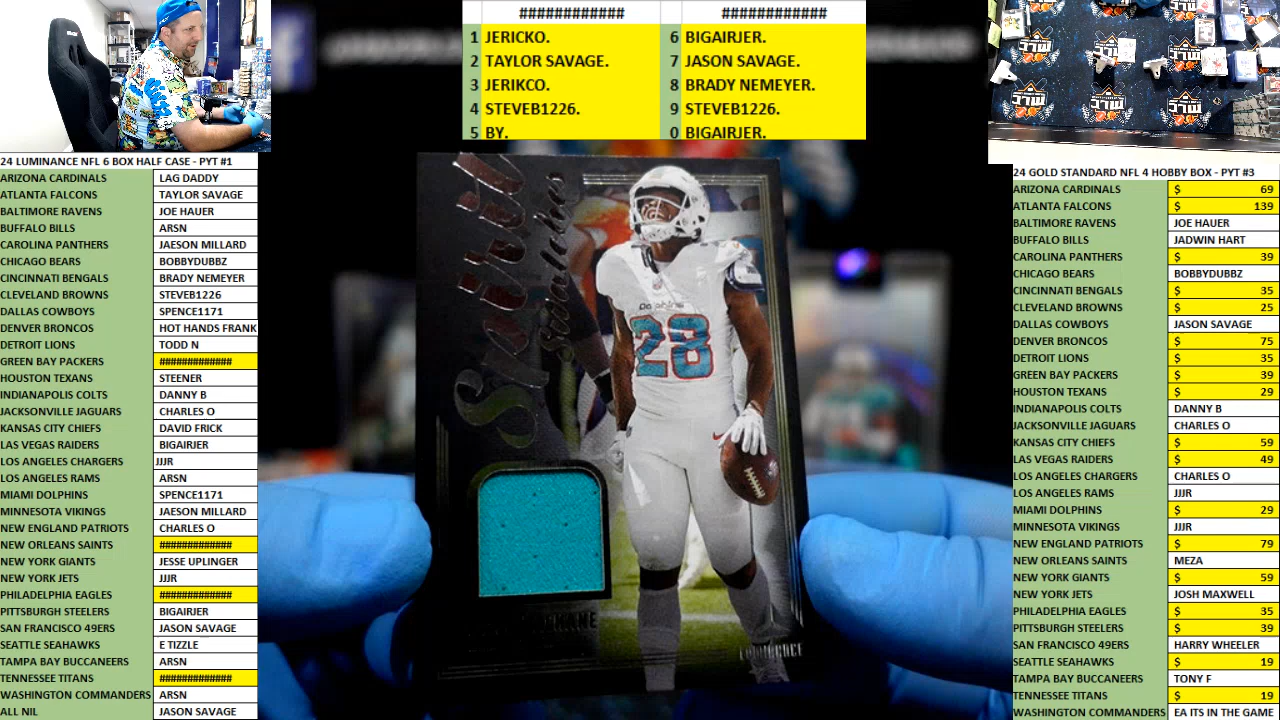 ############ ############
1 JERICKO. 6 BIGAIRJER.
2 TAYLOR SAVAGE. 7 JASON SAVAGE.
3 JERIKCO. 8 BRADY NEMEYER.
4 STEVEB1226. 9 STEVEB1226.
5 BY. 0 BIGAIRJER.
24 LUMINANCE NFL 6 BOX HALF CASE - PYT #1
ARIZONA CARDINALS LAG DADDY
ATLANTA FALCONS TAYLOR SAVAGE
BALTIMORE RAVENS JOE HAUER
BUFFALO BILLS ARSN
CAROLINA PANTHERS JAESON MILLARD
CHICAGO BEARS BOBBYDUBBZ
CINCINNATI BENGALS BRADY NEMEYER
CLEVELAND BROWNS STEVEB1226
DALLAS COWBOYS SPENCE1171
DENVER BRONCOS HOT HANDS FRANK
DETROIT LIONS TODD N
GREEN BAY PACKERS #############
HOUSTON TEXANS STEENER
INDIANAPOLIS COLTS DANNY B
JACKSONVILLE JAGUARS CHARLES O
KANSAS CITY CHIEFS DAVID FRICK
LAS VEGAS RAIDERS BIGAIRJER
LOS ANGELES CHARGERS JJJR
LOS ANGELES RAMS ARSN
MIAMI DOLPHINS SPENCE1171
MINNESOTA VIKINGS JAESON MILLARD
NEW ENGLAND PATRIOTS CHARLES O
NEW ORLEANS SAINTS #############
NEW YORK GIANTS JESSE UPLINGER
NEW YORK JETS JJJR
PHILADELPHIA EAGLES #############
PITTSBURGH STEELERS BIGAIRJER
SAN FRANCISCO 49ERS JASON SAVAGE
SEATTLE SEAHAWKS E TIZZLE
TAMPA BAY BUCCANEERS ARSN
TENNESSEE TITANS #############
WASHINGTON COMMANDERS ARSN
ALL NIL JASON SAVAGE
Dolphins
28
24 GOLD STANDARD NFL 4 HOBBY BOX - PYT #3
ARIZONA CARDINALS $ 69
ATLANTA FALCONS $ 139
BALTIMORE RAVENS JOE HAUER
BUFFALO BILLS JADWIN HART
CAROLINA PANTHERS $ 39
CHICAGO BEARS BOBBYDUBBZ
CINCINNATI BENGALS $ 35
CLEVELAND BROWNS $ 25
DALLAS COWBOYS JASON SAVAGE
DENVER BRONCOS $ 75
DETROIT LIONS $ 35
GREEN BAY PACKERS $ 39
HOUSTON TEXANS $ 29
INDIANAPOLIS COLTS DANNY B
JACKSONVILLE JAGUARS CHARLES O
KANSAS CITY CHIEFS $ 59
LAS VEGAS RAIDERS $ 49
LOS ANGELES CHARGERS CHARLES O
LOS ANGELES RAMS JJJR
MIAMI DOLPHINS $ 29
MINNESOTA VIKINGS JJJR
NEW ENGLAND PATRIOTS $ 79
NEW ORLEANS SAINTS MEZA
NEW YORK GIANTS $ 59
NEW YORK JETS JOSH MAXWELL
PHILADELPHIA EAGLES $ 35
PITTSBURGH STEELERS $ 39
SAN FRANCISCO 49ERS HARRY WHEELER
SEATTLE SEAHAWKS $ 19
TAMPA BAY BUCCANEERS TONY F
TENNESSEE TITANS $ 19
WASHINGTON COMMANDERS EA ITS IN THE GAME